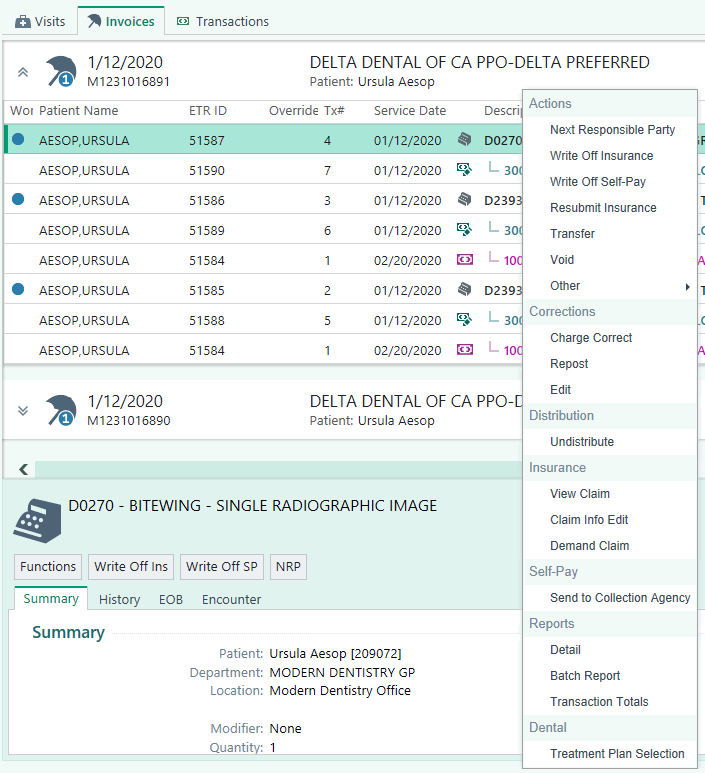 Visits Invoices Transactions
1/12/2020 DELTA DENTAL OF CA PPO-DELTA PREFERRED
1 M1231016891 Patient: Ursula Aesop
Wor Patient Name ETR ID Override Tx# Service Date Descrip
AESOP,URSULA 51587 4 01/12/2020 D0270
AESOP,URSULA 51590 7 01/12/2020 300
AESOP,URSULA 51586 3 01/12/2020 D2393
AESOP,URSULA 51589 6 01/12/2020 300
AESOP,URSULA 51584 1 02/20/2020 100
AESOP,URSULA 51585 2 01/12/2020 D2393
AESOP,URSULA 51588 5 01/12/2020 300
AESOP,URSULA 51584 1 02/20/2020 100
1/12/2020 DELTA DENTAL OF CA PPO-D
1 M1231016890 Patient: Ursula Aesop
D0270 - BITEWING - SINGLE RADIOGRAPHIC IMAGE
Functions Write Off Ins Write Off SP NRP
Summary History EOB Encounter
Summary
Patient: Ursula Aesop [209072]
Department: MODERN DENTISTRY GP
Location: Modern Dentistry Office
Modifier: None
Quantity: 1
Actions
Next Responsible Party
Write Off Insurance
Write Off Self-Pay
Resubmit Insurance
Transfer
Void
Other
Corrections
Charge Correct
Repost
Edit
Distribution
Undistribute
Insurance
View Claim
Claim Info Edit
Demand Claim
Self-Pay
Send to Collection Agency
Reports
Detail
Batch Report
Transaction Totals
Dental
Treatment Plan Selection